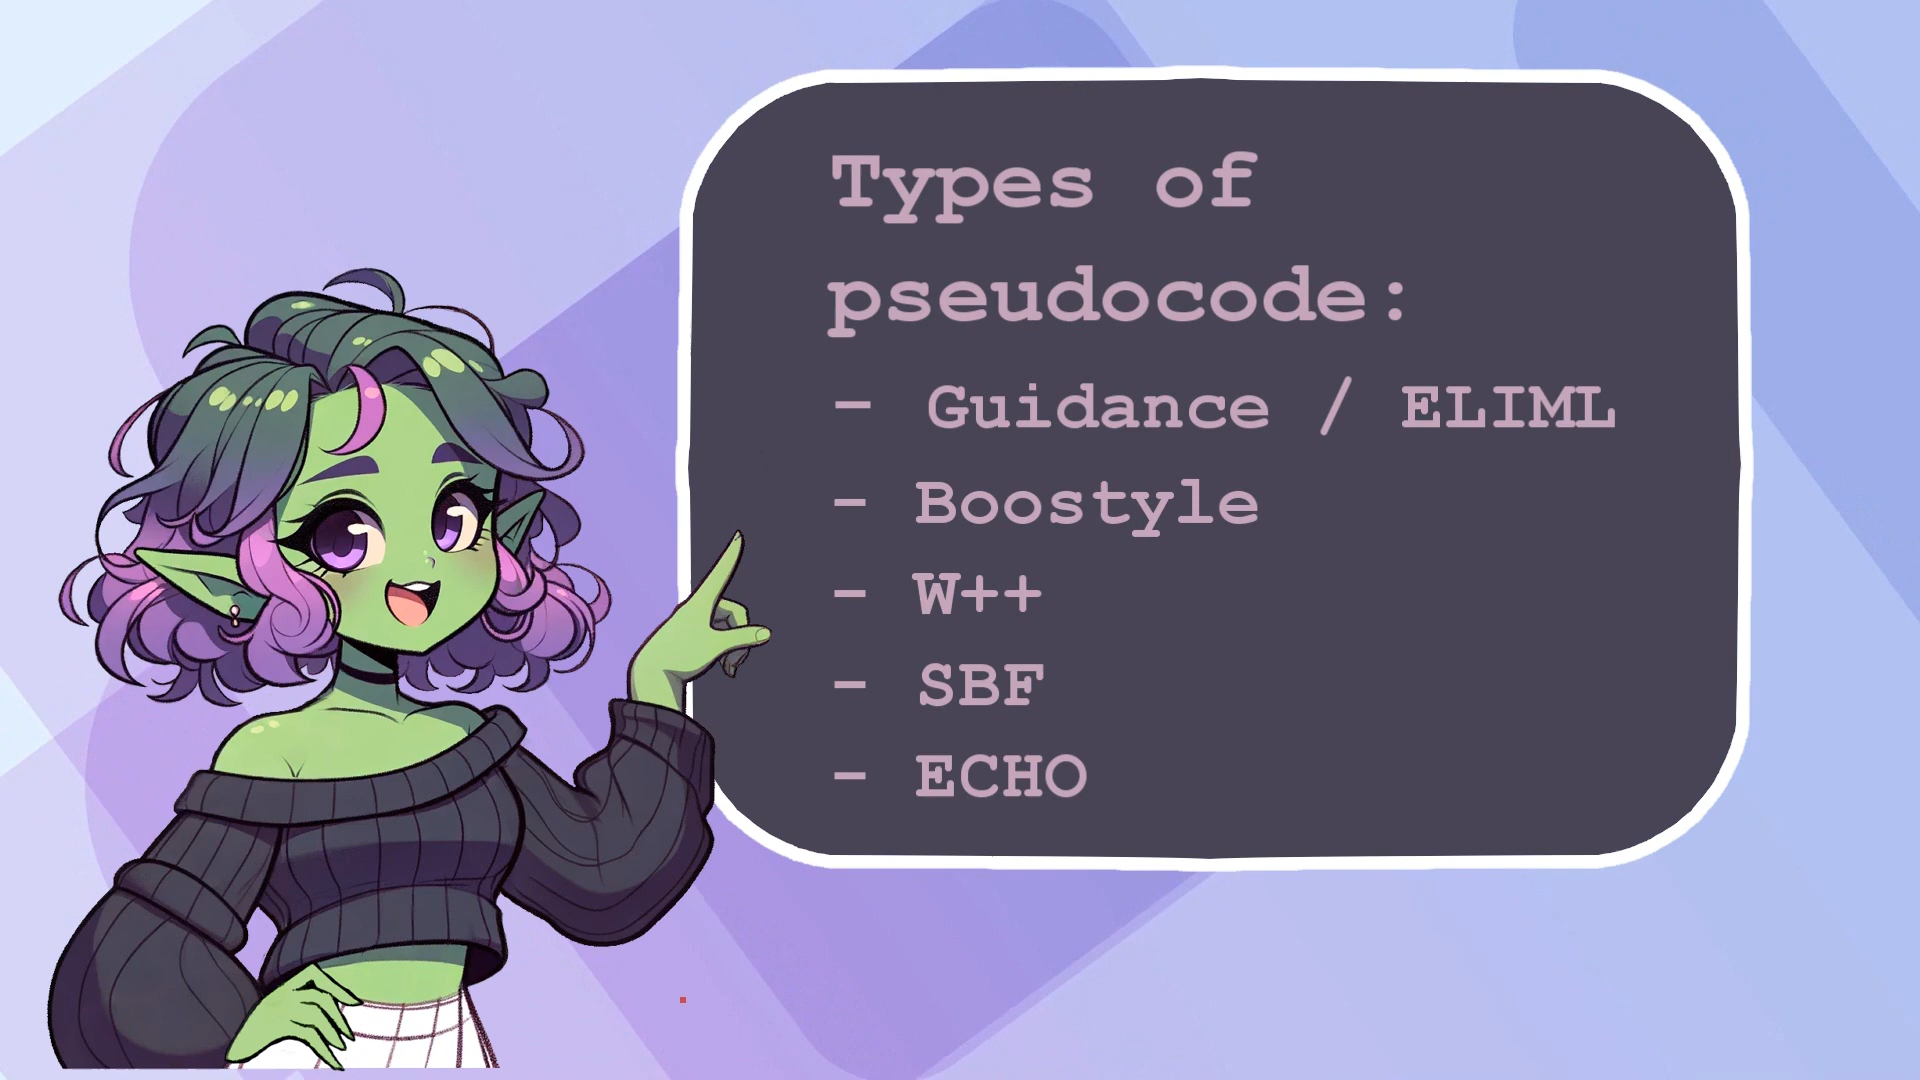 Types of
pseudocode:
- Guidance / ELIML
- Boostyle
- W++
- SBF
- ECHO